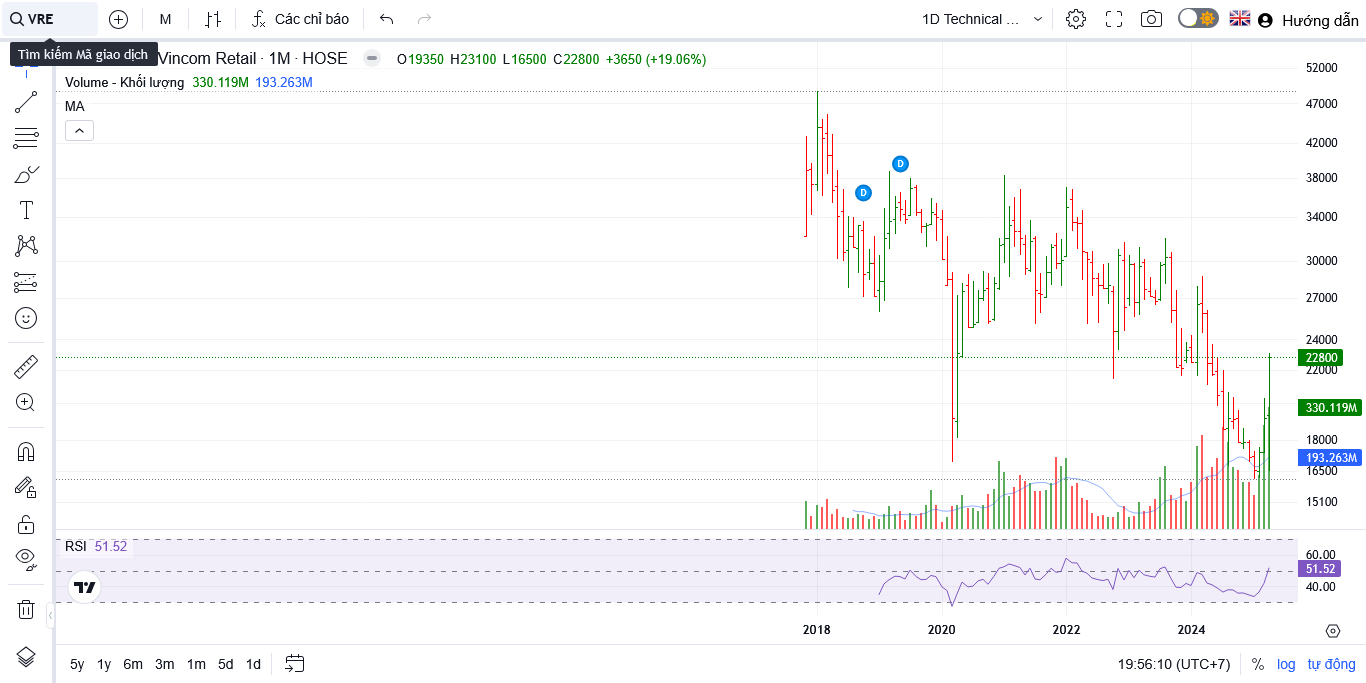 VRE
M
Các chỉ báo
1D Technical ...
Hướng dẫn
Tìm kiếm Mã giao dịch
Vincom Retail · 1M · HOSE
O19350 H23100 L16500 C22800 +3650 (+19.06%)
Volume - Khối lượng 330.119M 193.263M
MA
52000
47000
42000
38000
34000
30000
27000
24000
22800
22000
330.119M
18000
193.263M
16500
15100
D
D
RSI 51.52
60.00
51.52
40.00
2018
2020
2022
2024
5y 1y 6m 3m 1m 5d 1d
19:56:10 (UTC+7)
%
log
tự động